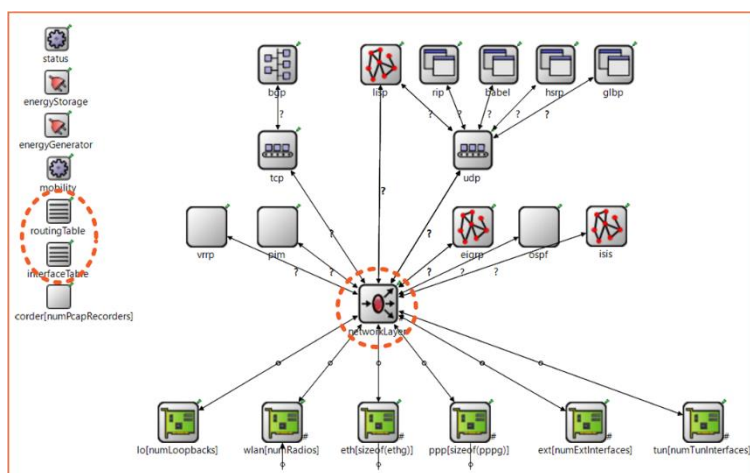 status
energyStorage
energyGenerator
mobility
routingTable
interfaceTable
corder[numPcapRecorders]
bgp
lisp
rip
babel
hsrp
glbp
?
?
?
?
?
?
tcp
udp
?
?
?
vrrp
pim
eigrp
ospf
isis
?
?
?
?
?
networkLayer
lo[numLoopbacks]
wlan[numRadios]
eth[sizeof(ethg)]
ppp[sizeof(pppg)]
ext[numExtInterfaces]
tun[numTunInterfaces]
#
#
#
#
#